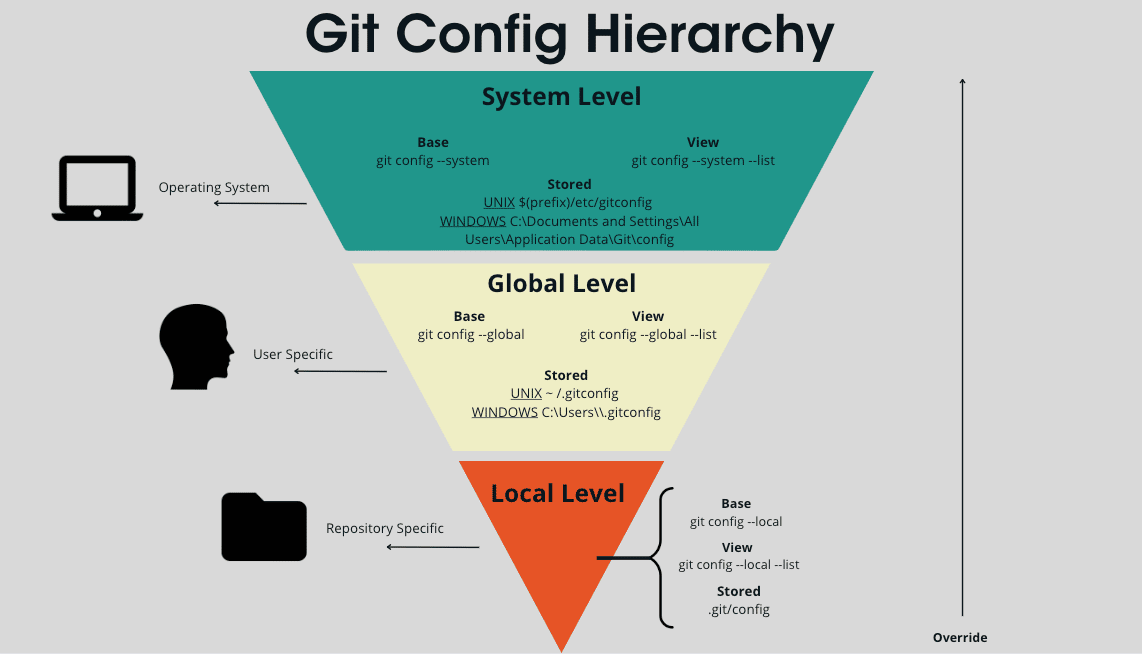 Git Config Hierarchy
System Level
Base
git config --system
View
git config --system --list
Stored
UNIX $(prefix)/etc/gitconfig
WINDOWS C:\Documents and Settings\All
Users\Application Data\Git\config
Operating System
Global Level
Base
git config --global
View
git config --global --list
Stored
UNIX ~ /.gitconfig
WINDOWS C:\Users\\.gitconfig
User Specific
Local Level
Base
git config --local
View
git config --local --list
Stored
.git/config
Repository Specific
Override